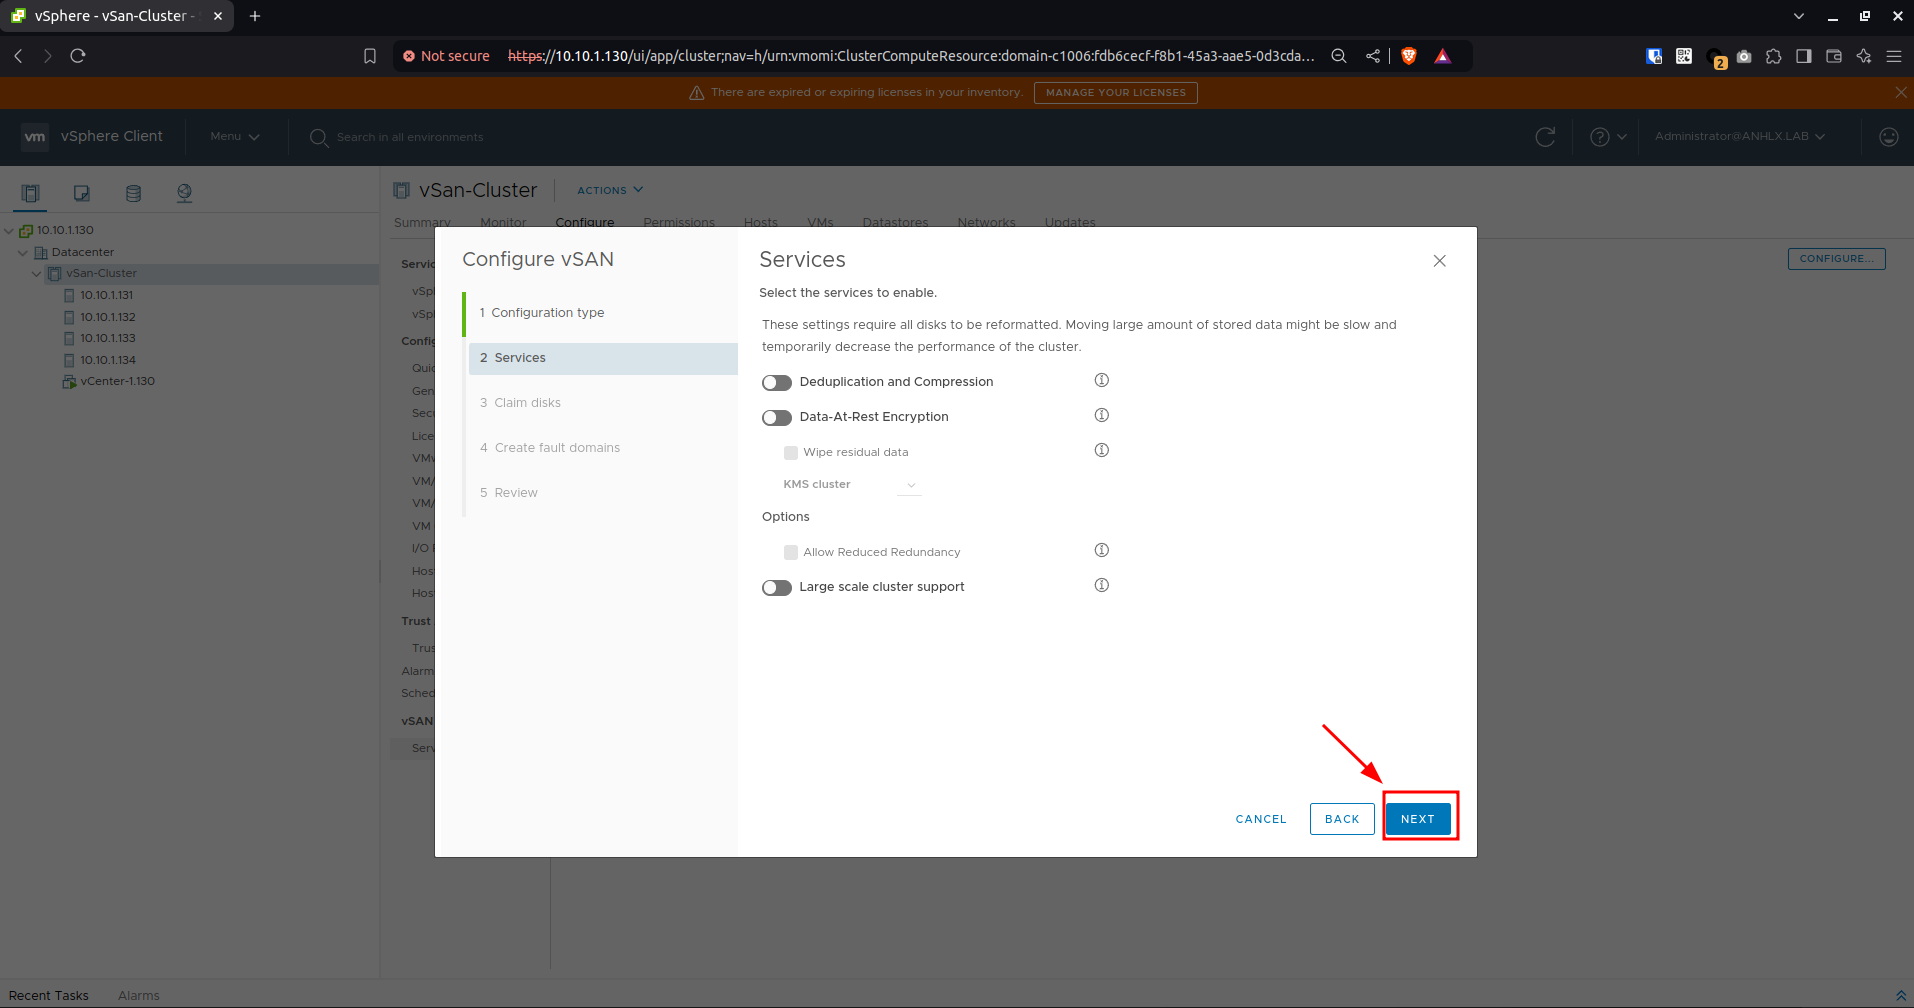 vSphere - vSan-Cluster -
Not secure https://10.10.1.130/ui/app/cluster;nav=h/urn:vmomi:ClusterComputeResource:domain-c1006:fdb6cecf-f8b1-45a3-aae5-0d3cda...
2
There are expired or expiring licenses in your inventory. MANAGE YOUR LICENSES
vm vSphere Client Menu Search in all environments Administrator@ANHLX.LAB
vSan-Cluster ACTIONS
Summary Monitor Configure Permissions Hosts VMs Datastores Networks Updates
10.10.1.130
Datacenter
vSan-Cluster
10.10.1.131
10.10.1.132
10.10.1.133
10.10.1.134
vCenter-1.130
Servic
vSpl
vSpl
Config
Quic
Gen
Secu
Lice
VMv
VM/
VM/
VM
I/O F
Hos
Hos
Trust
Trus
Alarm
Sched
vSAN
Serv
CONFIGURE...
Configure vSAN
1 Configuration type
2 Services
3 Claim disks
4 Create fault domains
5 Review
Services
Select the services to enable.
These settings require all disks to be reformatted. Moving large amount of stored data might be slow and
temporarily decrease the performance of the cluster.
Deduplication and Compression
Data-At-Rest Encryption
Wipe residual data
KMS cluster
Options
Allow Reduced Redundancy
Large scale cluster support
CANCEL BACK NEXT
Recent Tasks Alarms